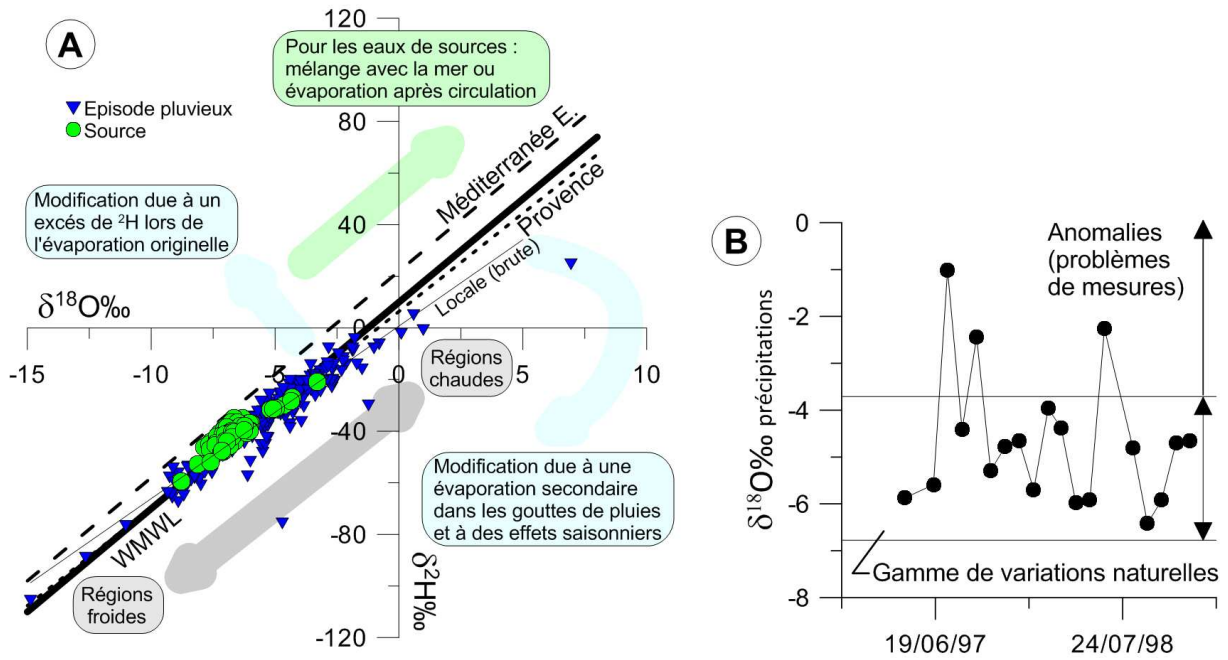 A
120
Pour les eaux de sources :
mélange avec la mer ou
évaporation après circulation
Episode pluvieux
Source
80
Méditerranée E.
Modification due à un
excés de ²H lors de
l'évaporation originelle
40
Provence
Locale (brute)
δ¹⁸O‰
0
-15
-10
-5
0
5
10
Régions
chaudes
-40
WMWL
Modification due à une
évaporation secondaire
dans les gouttes de pluies
et à des effets saisonniers
-80
Régions
froides
δ²H‰
-120
B
0
Anomalies
(problèmes
de mesures)
-2
-4
-6
-8
δ¹⁸O‰ précipitations
Gamme de variations naturelles
19/06/97
24/07/98